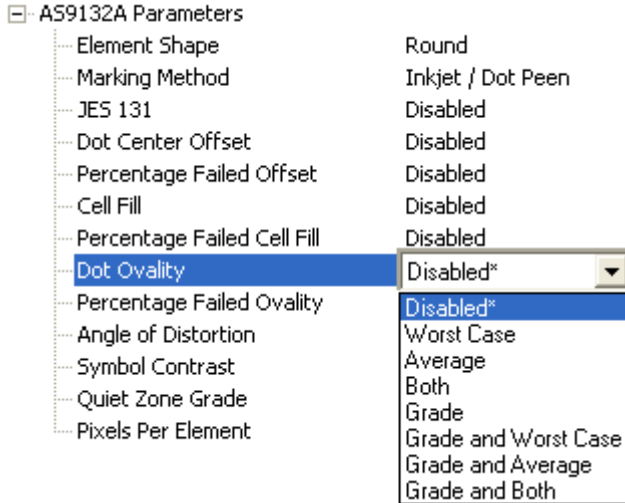 AS9132A Parameters
Element Shape Round
Marking Method Inkjet / Dot Peen
JES 131 Disabled
Dot Center Offset Disabled
Percentage Failed Offset Disabled
Cell Fill Disabled
Percentage Failed Cell Fill Disabled
Dot Ovality Disabled*
Percentage Failed Ovality Disabled*
Angle of Distortion Worst Case
Symbol Contrast Average
Quiet Zone Grade Both
Pixels Per Element Grade
Grade and Worst Case
Grade and Average
Grade and Both